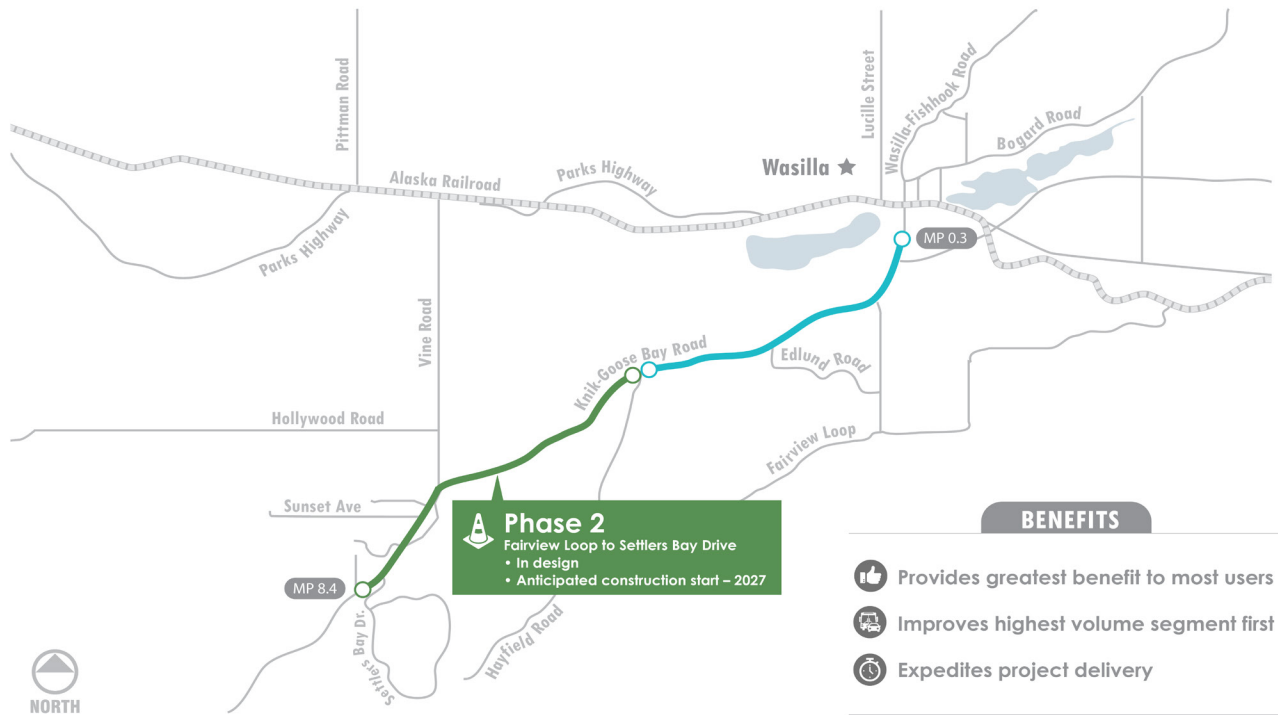 Pittman Road
Lucille Street
Wasilla-Fishhook Road
Bogard Road
Wasilla
Alaska Railroad
Parks Highway
Parks Highway
MP 0.3
Vine Road
Knik-Goose Bay Road
Edlund Road
Hollywood Road
Fairview Loop
Sunset Ave
Phase 2
Fairview Loop to Settlers Bay Drive
• In design
• Anticipated construction start – 2027
MP 8.4
Settlers Bay Dr.
Hayfield Road
NORTH
BENEFITS
Provides greatest benefit to most users
Improves highest volume segment first
Expedites project delivery